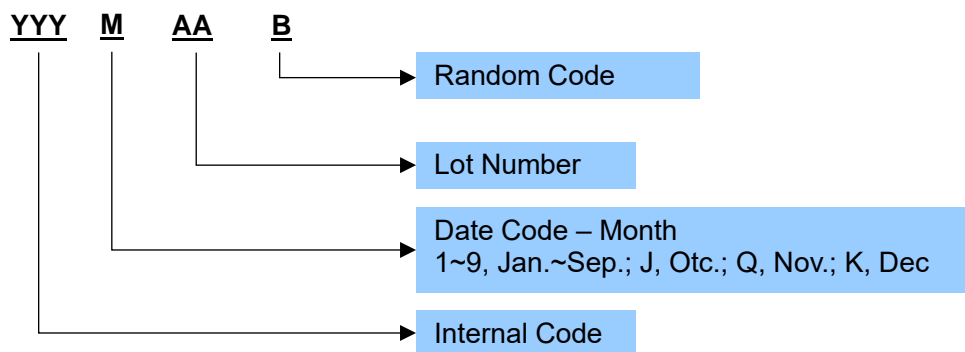 YYY M AA B
Random Code
Lot Number
Date Code – Month
1~9, Jan.~Sep.; J, Otc.; Q, Nov.; K, Dec
Internal Code